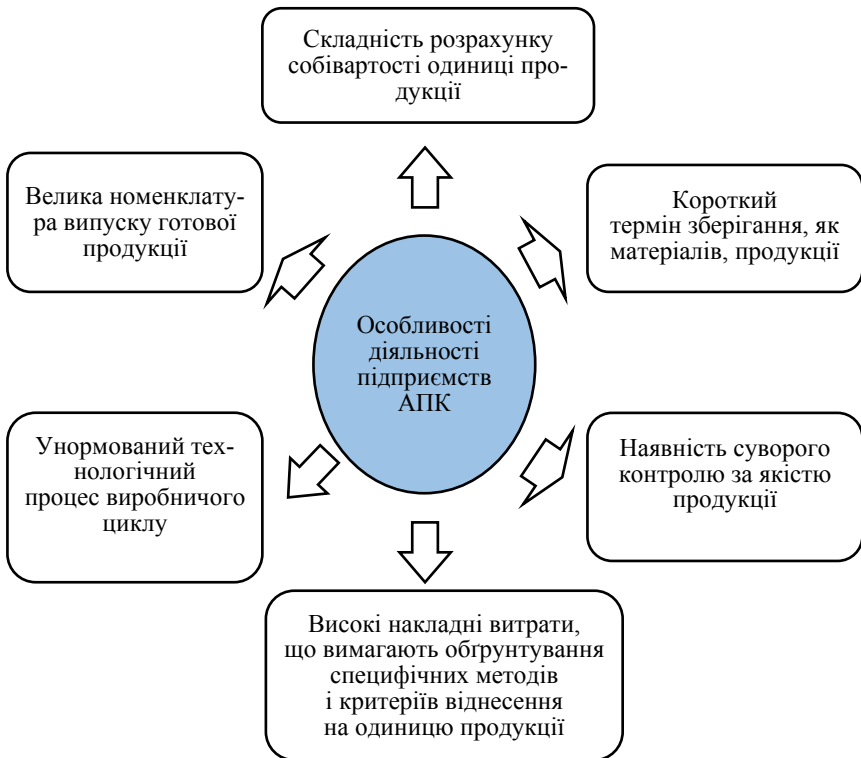 Складність розрахунку
собівартості одиниці про-
дукції
Велика номенклату-
ра випуску готової
продукції
Короткий
термін зберігання, як
матеріалів, продукції
Особливості
діяльності
підприємств
АПК
Унормований тех-
нологічний
процес виробничого
циклу
Наявність суворого
контролю за якістю
продукції
Високі накладні витрати,
що вимагають обґрунтування
специфічних методів
і критеріїв віднесення
на одиницю продукції